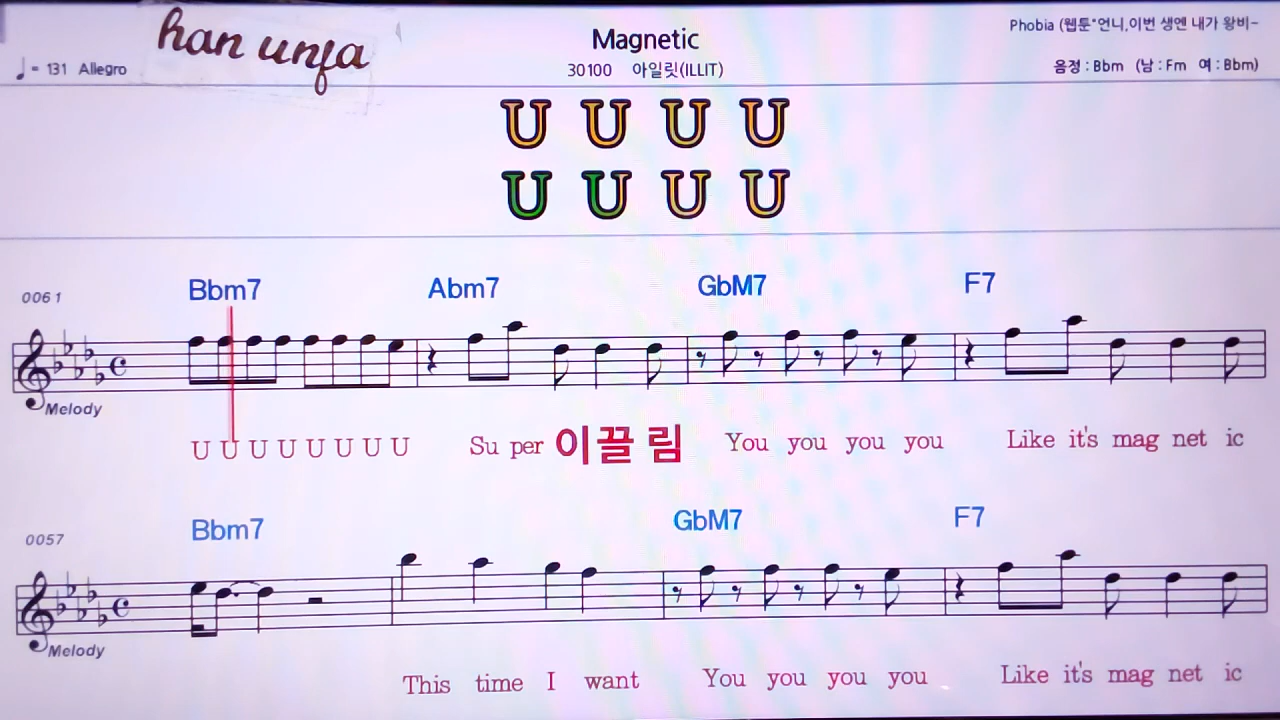 han unfa
Magnetic
Phobia (웹툰"언니,이번 생엔 내가 왕비-
♩= 131 Allegro
30100 아일릿(ILLIT)
음정 : Bbm (남 : Fm 여 : Bbm)
U U U U
U U U U
0061
Bbm7 Abm7 GbM7 F7
Melody
U U U U U U U U Su per 이끌 림 You you you you Like it's mag net ic
0057
Bbm7 GbM7 F7
Melody
This time I want You you you you Like it's mag net ic